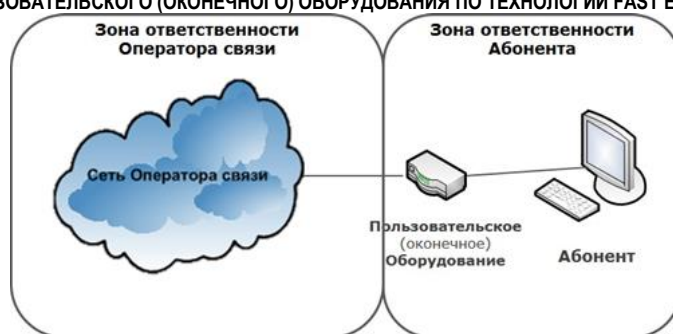 ЗОВАТЕЛЬСКОГО (ОКОНЕЧНОГО) ОБОРУДОВАНИЯ ПО ТЕХНОЛОГИИ FAST E
Зона ответственности
Оператора связи
Зона ответственности
Абонента
Сеть Оператора связи
Пользовательское
(оконечное)
Оборудование
Абонент